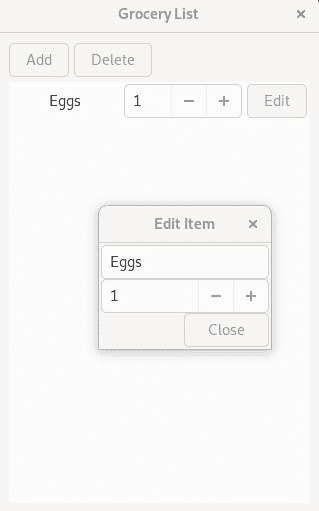 Grocery List
Add Delete
Eggs 1 Edit
Edit Item
Eggs
1
Close